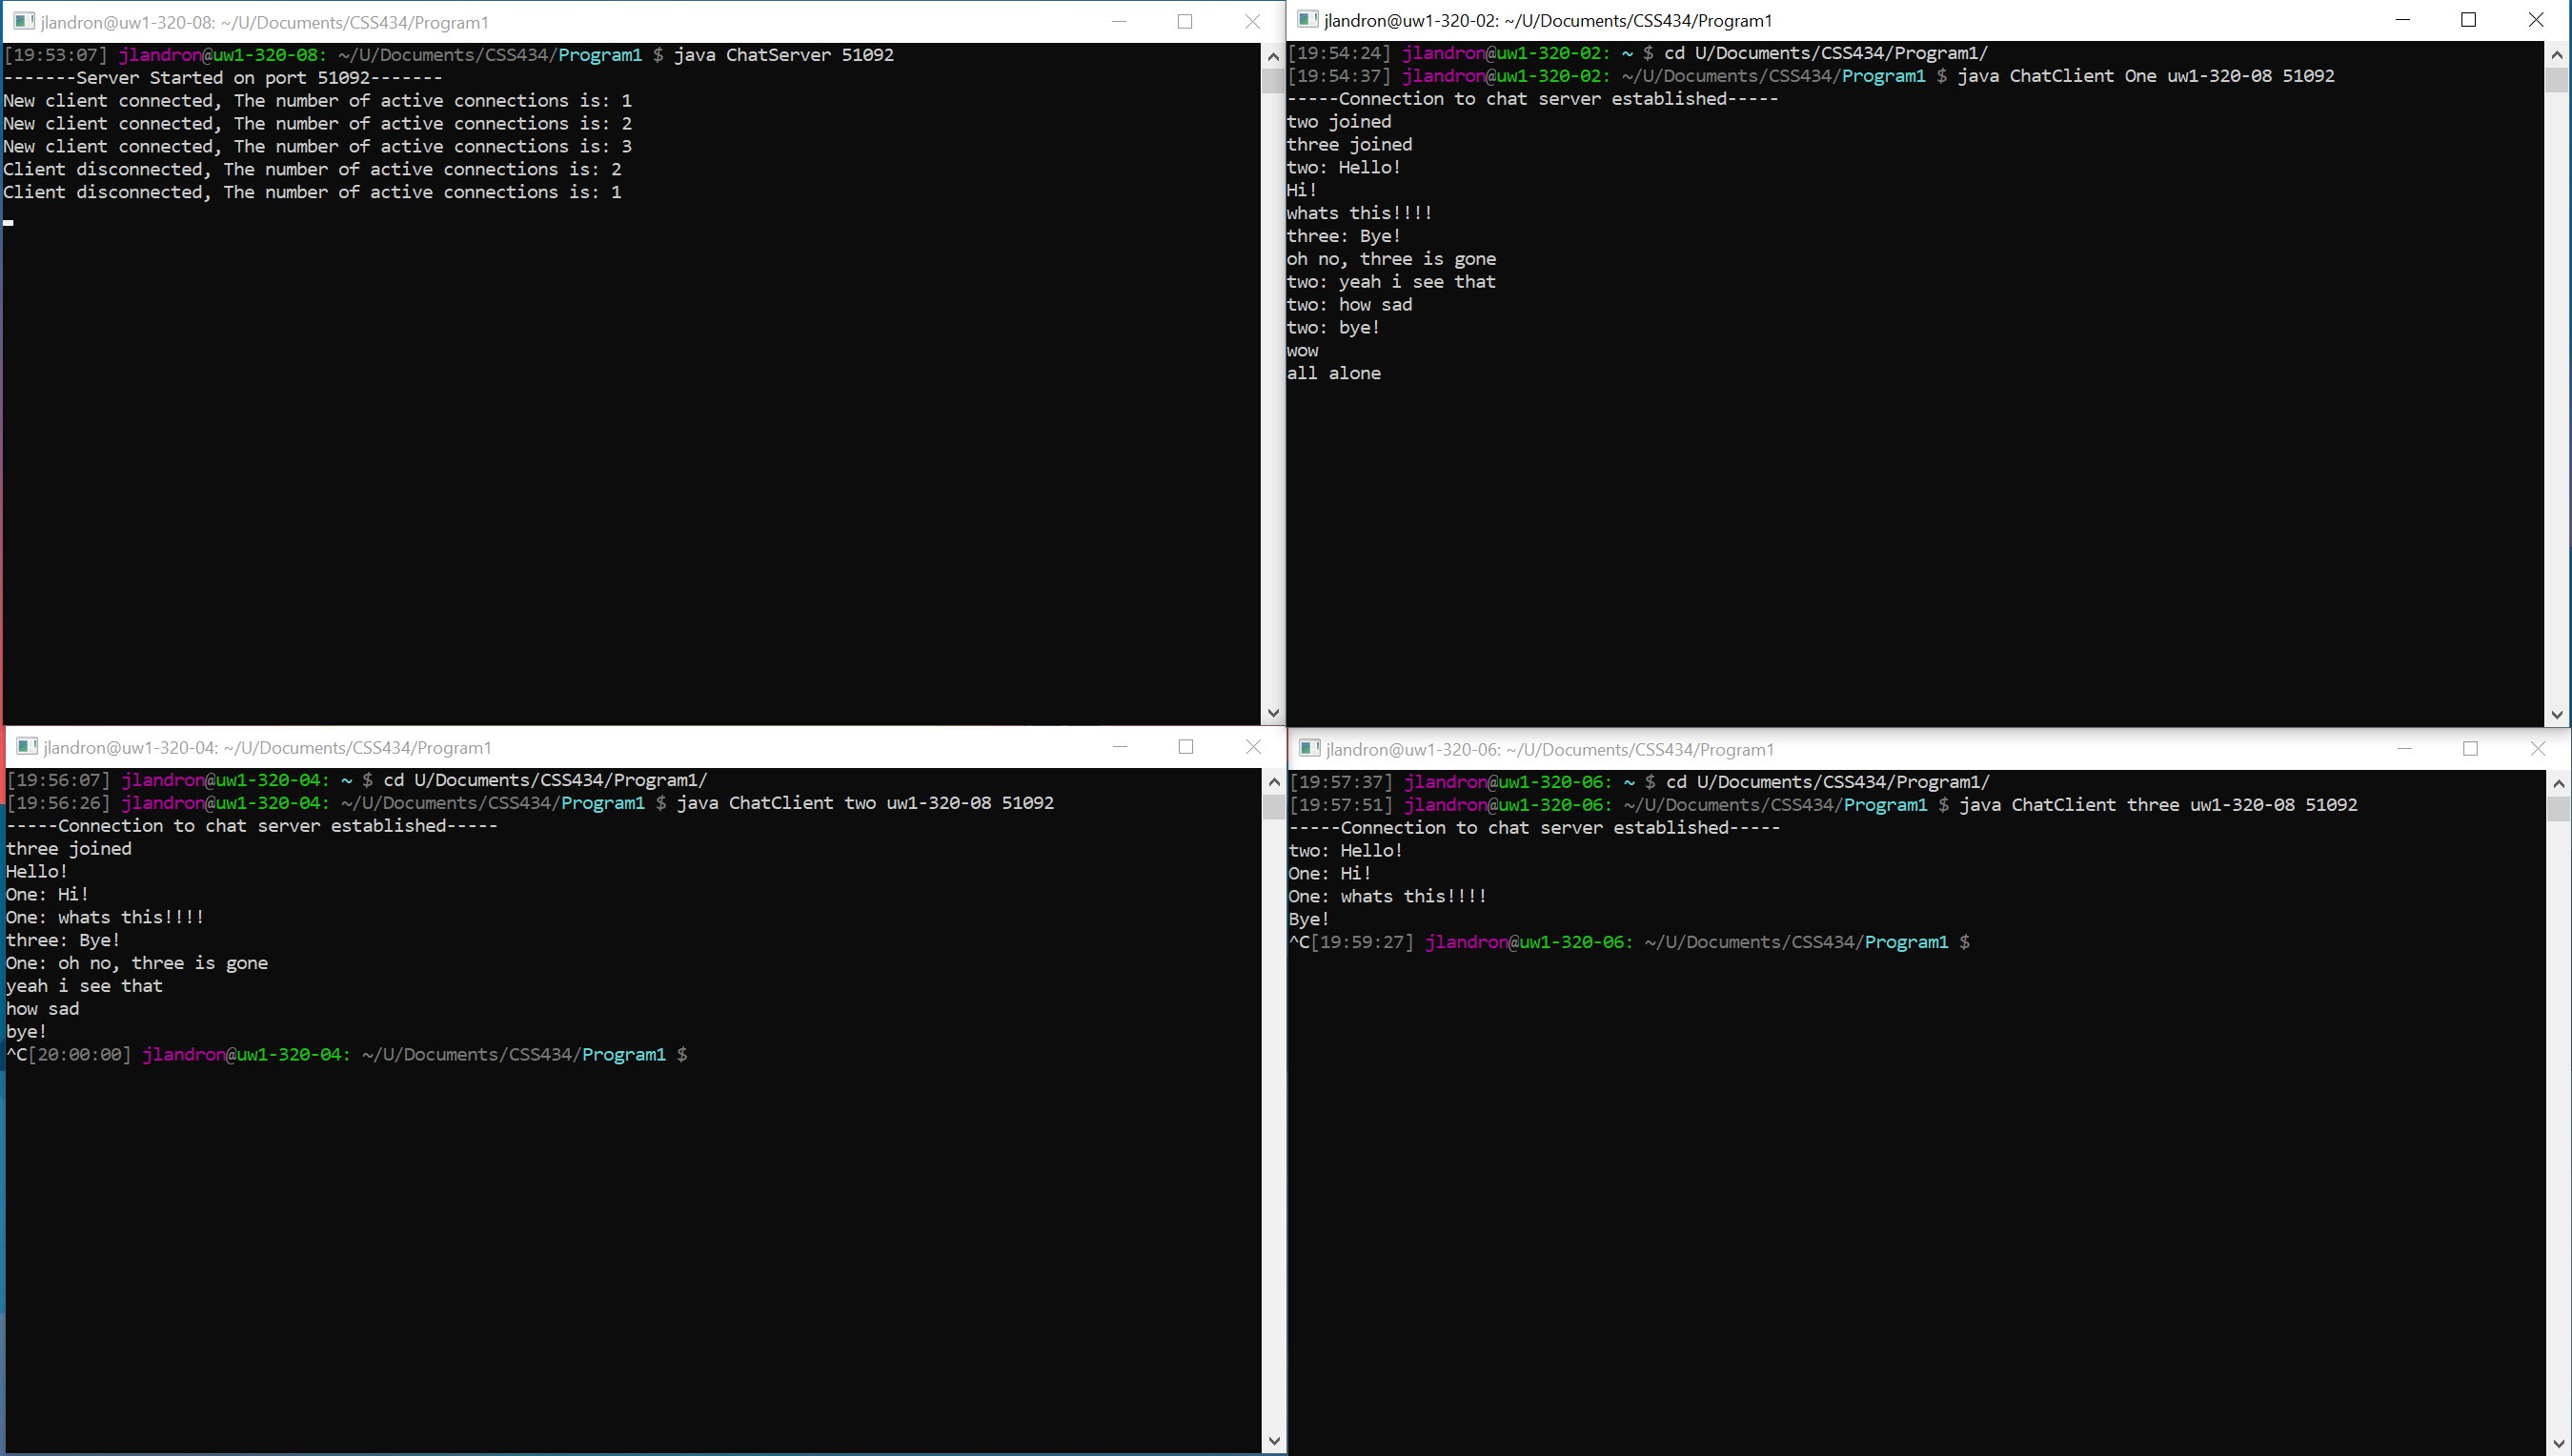 jlandron@uw1-320-08: ~/U/Documents/CSS434/Program1
[19:53:07] jlandron@uw1-320-08: ~/U/Documents/CSS434/Program1 $ java ChatServer 51092
-------Server Started on port 51092-------
New client connected, The number of active connections is: 1
New client connected, The number of active connections is: 2
New client connected, The number of active connections is: 3
Client disconnected, The number of active connections is: 2
Client disconnected, The number of active connections is: 1
jlandron@uw1-320-02: ~/U/Documents/CSS434/Program1
[19:54:24] jlandron@uw1-320-02: ~ $ cd U/Documents/CSS434/Program1/
[19:54:37] jlandron@uw1-320-02: ~/U/Documents/CSS434/Program1 $ java ChatClient One uw1-320-08 51092
-----Connection to chat server established-----
two joined
three joined
two: Hello!
Hi!
whats this!!!!
three: Bye!
oh no, three is gone
two: yeah i see that
two: how sad
two: bye!
wow
all alone
jlandron@uw1-320-04: ~/U/Documents/CSS434/Program1
[19:56:07] jlandron@uw1-320-04: ~ $ cd U/Documents/CSS434/Program1/
[19:56:26] jlandron@uw1-320-04: ~/U/Documents/CSS434/Program1 $ java ChatClient two uw1-320-08 51092
-----Connection to chat server established-----
three joined
Hello!
One: Hi!
One: whats this!!!!
three: Bye!
One: oh no, three is gone
yeah i see that
how sad
bye!
^C[20:00:00] jlandron@uw1-320-04: ~/U/Documents/CSS434/Program1 $
jlandron@uw1-320-06: ~/U/Documents/CSS434/Program1
[19:57:37] jlandron@uw1-320-06: ~ $ cd U/Documents/CSS434/Program1/
[19:57:51] jlandron@uw1-320-06: ~/U/Documents/CSS434/Program1 $ java ChatClient three uw1-320-08 51092
-----Connection to chat server established-----
two: Hello!
One: Hi!
One: whats this!!!!
Bye!
^C[19:59:27] jlandron@uw1-320-06: ~/U/Documents/CSS434/Program1 $